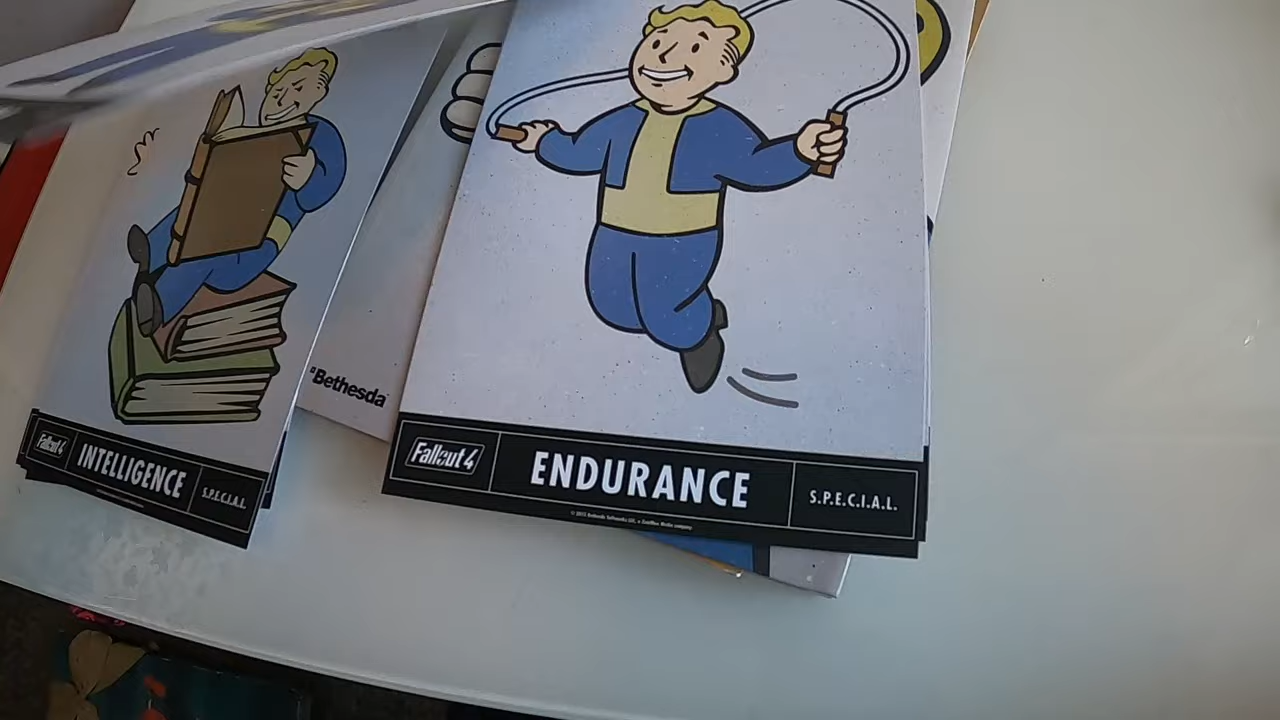 Bethesda
Fallout 4
INTELLIGENCE
S.P.E.C.I.A.L.
Fallout 4
ENDURANCE
S.P.E.C.I.A.L.